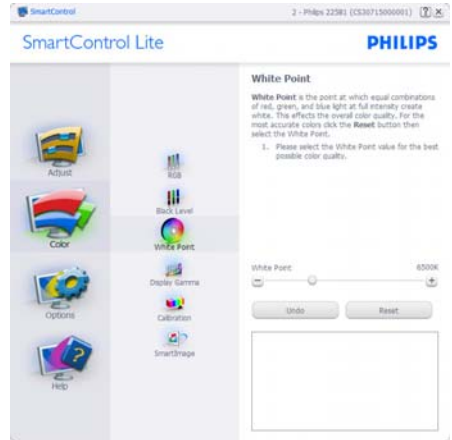 SmartControl
2 - Philips 225B1 (CS30715000001)
SmartControl Lite
PHILIPS
Adjust
Color
Options
Help
RGB
Black Level
White Point
Display Gamma
Calibration
SmartImage
White Point
White Point is the point at which equal combinations
of red, green, and blue light at full intensity create
white. This effects the overall color quality. For the
most accurate colors click the Reset button then
select the White Point.
1. Please select the White Point value for the best
possible color quality.
White Point
6500K
Undo
Reset